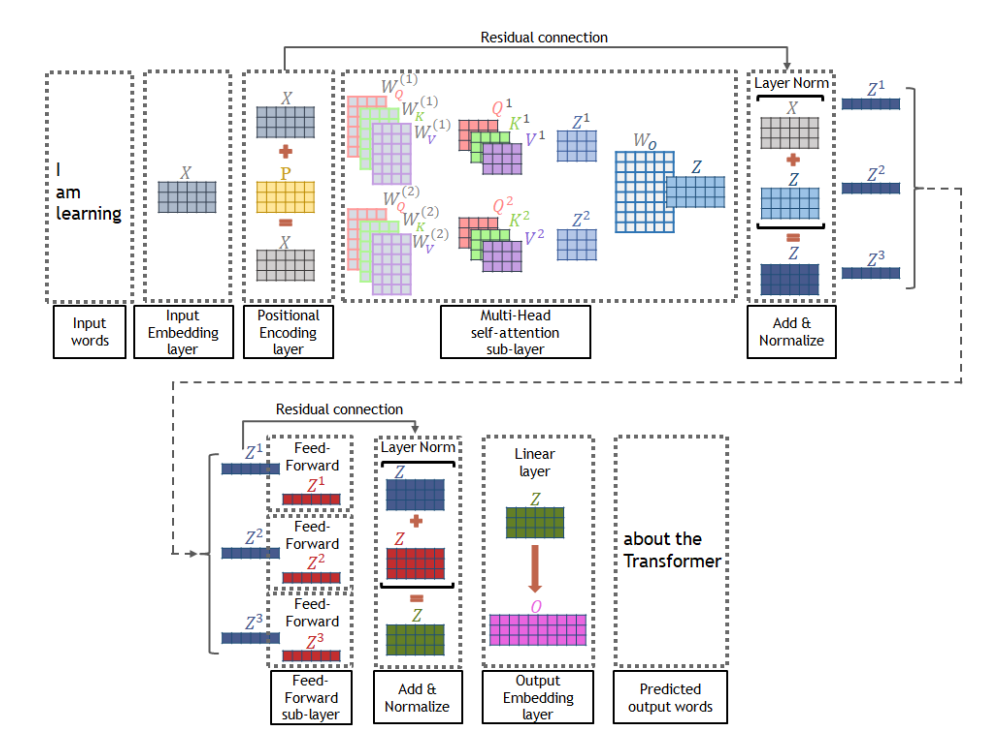 Residual connection
I
am
learning
X
X
+
P
=
X
W_Q^(1)
W_K^(1)
W_V^(1)
Q^1
K^1
V^1
Z^1
W_Q^(2)
W_K^(2)
W_V^(2)
Q^2
K^2
V^2
Z^2
W_O
Z
Layer Norm
X
+
Z
=
Z
Z^1
Z^2
Z^3
Input
words
Input
Embedding
layer
Positional
Encoding
layer
Multi-Head
self-attention
sub-layer
Add &
Normalize
Residual connection
Z^1
Z^2
Z^3
Feed-
Forward
Z^1
Feed-
Forward
Z^2
Feed-
Forward
Z^3
Layer Norm
Z
+
Z
=
Z
Linear
layer
Z
O
about the
Transformer
Feed-
Forward
sub-layer
Add &
Normalize
Output
Embedding
layer
Predicted
output words